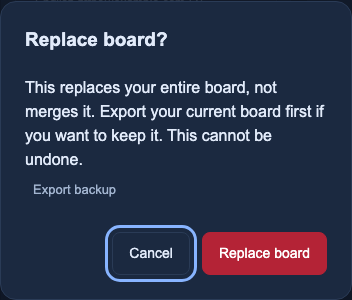 Replace board?
This replaces your entire board, not
merges it. Export your current board first if
you want to keep it. This cannot be
undone.
Export backup
Cancel
Replace board